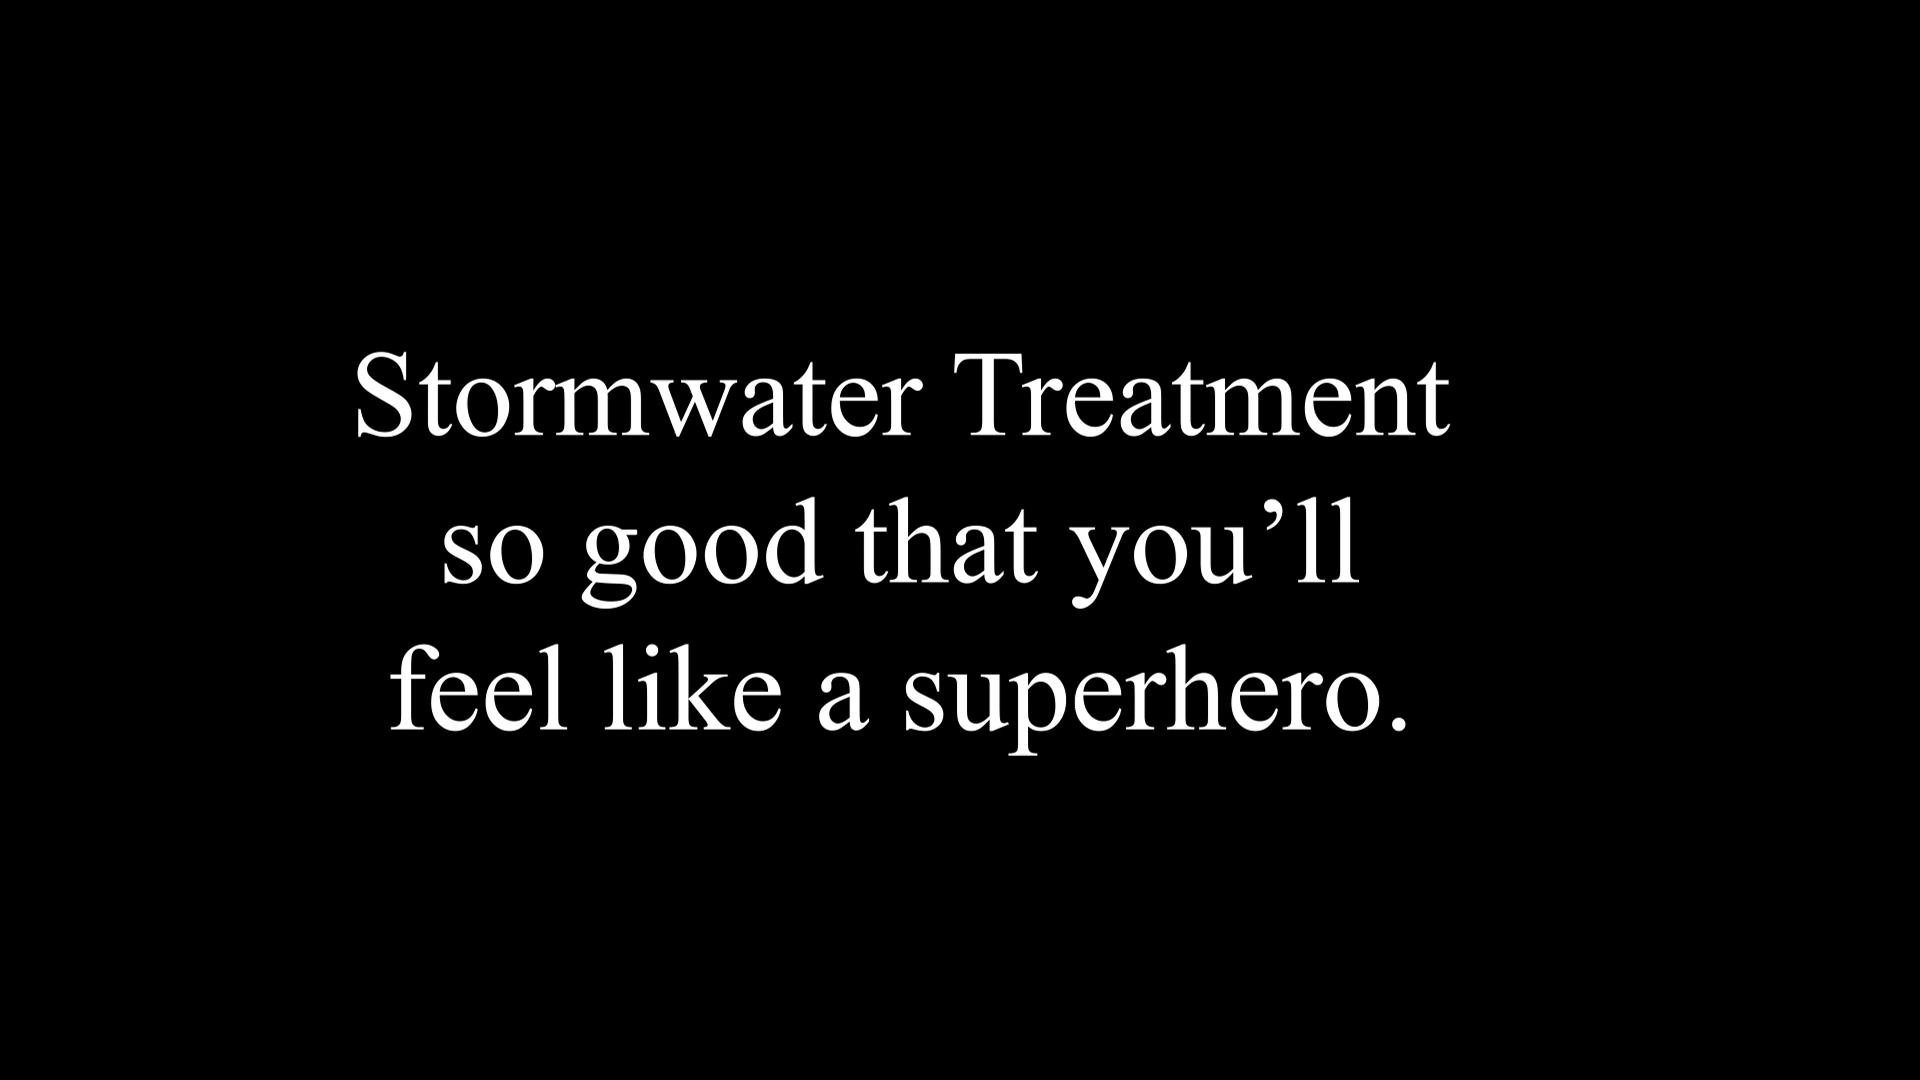 Stormwater Treatment
so good that you’ll
feel like a superhero.